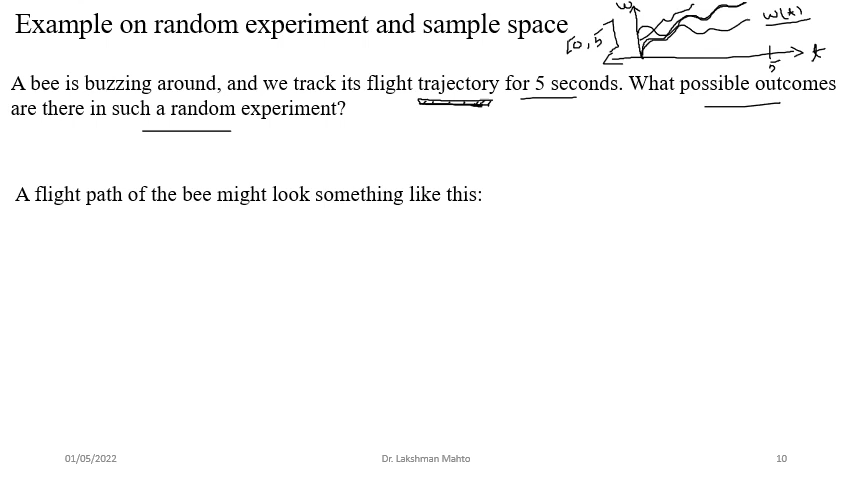 Example on random experiment and sample space
[0, 5]
w
w(t)
5
t
A bee is buzzing around, and we track its flight trajectory for 5 seconds. What possible outcomes
are there in such a random experiment?
A flight path of the bee might look something like this:
01/05/2022
Dr. Lakshman Mahto
10